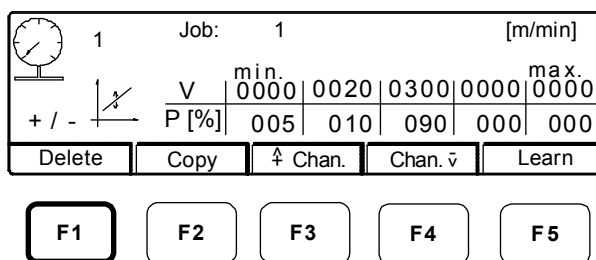 1 Job: 1 [m/min]
min. max.
V 0000 0020 0300 0000 0000
+ / - P [%] 005 010 090 000 000
Delete Copy ⇑ Chan. Chan. v̄ Learn
F1 F2 F3 F4 F5